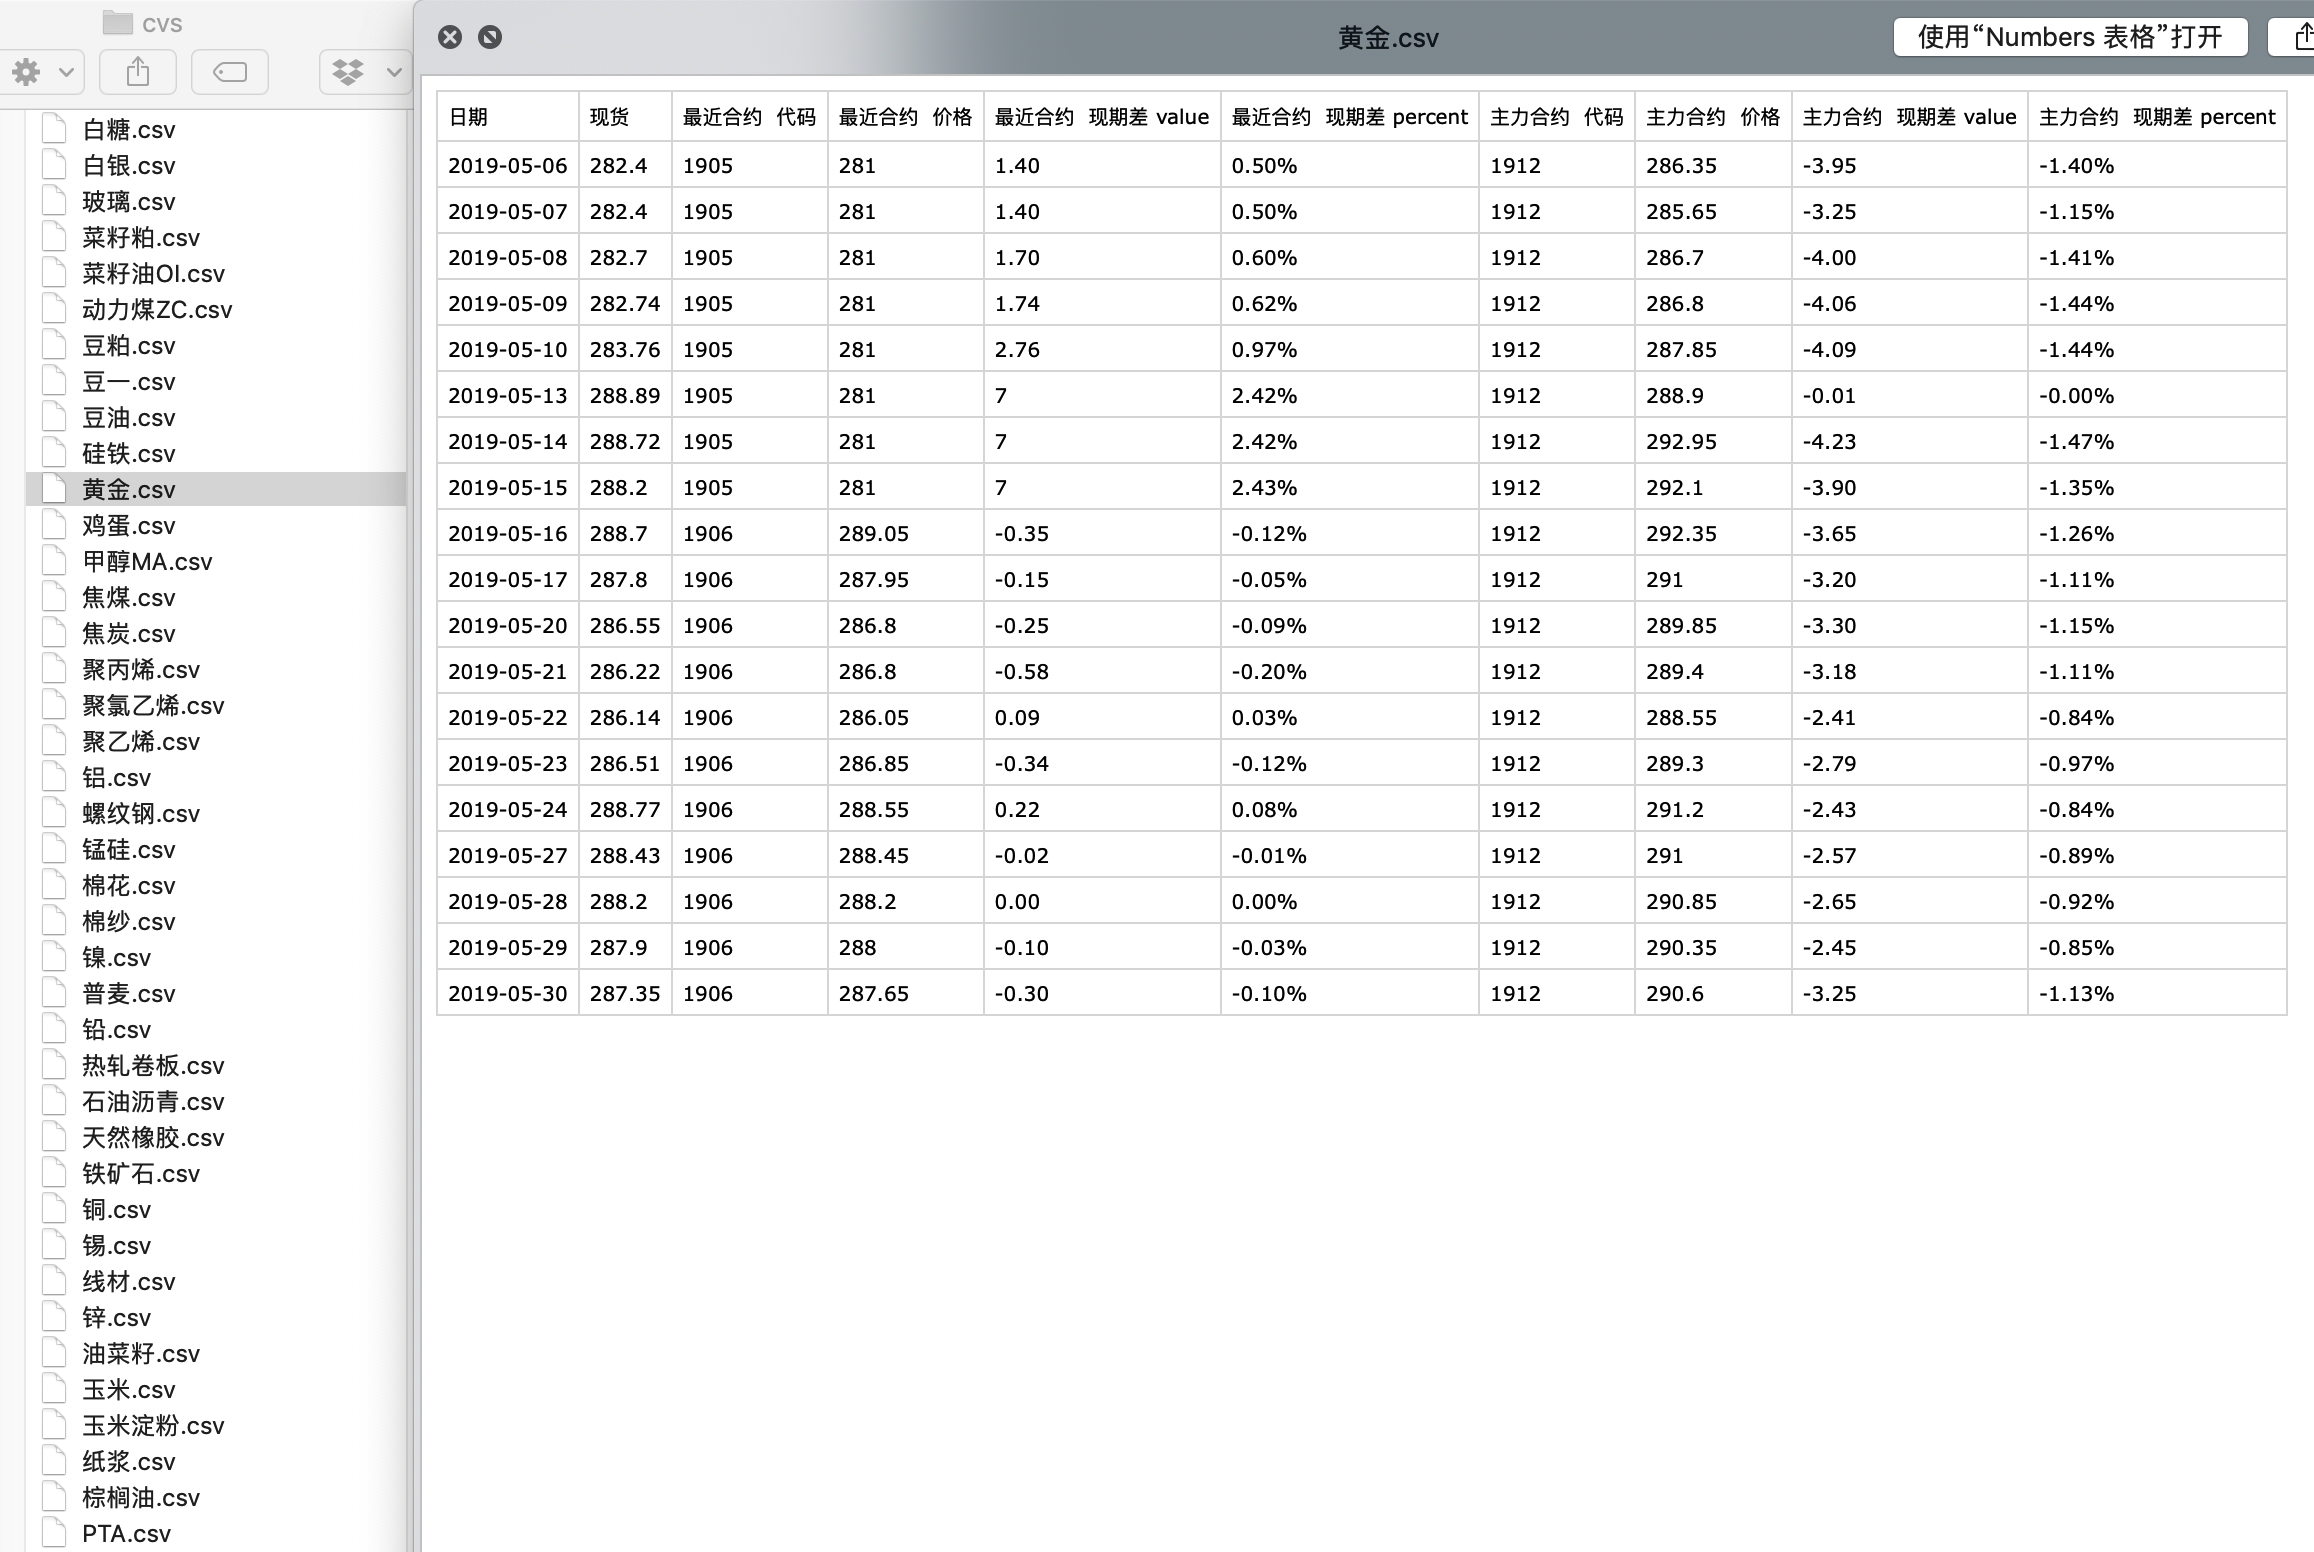 cvs
白糖.csv
白银.csv
玻璃.csv
菜籽粕.csv
菜籽油OI.csv
动力煤ZC.csv
豆粕.csv
豆一.csv
豆油.csv
硅铁.csv
黄金.csv
鸡蛋.csv
甲醇MA.csv
焦煤.csv
焦炭.csv
聚丙烯.csv
聚氯乙烯.csv
聚乙烯.csv
铝.csv
螺纹钢.csv
锰硅.csv
棉花.csv
棉纱.csv
镍.csv
普麦.csv
铅.csv
热轧卷板.csv
石油沥青.csv
天然橡胶.csv
铁矿石.csv
铜.csv
锡.csv
线材.csv
锌.csv
油菜籽.csv
玉米.csv
玉米淀粉.csv
纸浆.csv
棕榈油.csv
PTA.csv
黄金.csv
使用“Numbers 表格”打开
日期 现货 最近合约 代码 最近合约 价格 最近合约 现期差 value 最近合约 现期差 percent 主力合约 代码 主力合约 价格 主力合约 现期差 value 主力合约 现期差 percent
2019-05-06 282.4 1905 281 1.40 0.50% 1912 286.35 -3.95 -1.40%
2019-05-07 282.4 1905 281 1.40 0.50% 1912 285.65 -3.25 -1.15%
2019-05-08 282.7 1905 281 1.70 0.60% 1912 286.7 -4.00 -1.41%
2019-05-09 282.74 1905 281 1.74 0.62% 1912 286.8 -4.06 -1.44%
2019-05-10 283.76 1905 281 2.76 0.97% 1912 287.85 -4.09 -1.44%
2019-05-13 288.89 1905 281 7 2.42% 1912 288.9 -0.01 -0.00%
2019-05-14 288.72 1905 281 7 2.42% 1912 292.95 -4.23 -1.47%
2019-05-15 288.2 1905 281 7 2.43% 1912 292.1 -3.90 -1.35%
2019-05-16 288.7 1906 289.05 -0.35 -0.12% 1912 292.35 -3.65 -1.26%
2019-05-17 287.8 1906 287.95 -0.15 -0.05% 1912 291 -3.20 -1.11%
2019-05-20 286.55 1906 286.8 -0.25 -0.09% 1912 289.85 -3.30 -1.15%
2019-05-21 286.22 1906 286.8 -0.58 -0.20% 1912 289.4 -3.18 -1.11%
2019-05-22 286.14 1906 286.05 0.09 0.03% 1912 288.55 -2.41 -0.84%
2019-05-23 286.51 1906 286.85 -0.34 -0.12% 1912 289.3 -2.79 -0.97%
2019-05-24 288.77 1906 288.55 0.22 0.08% 1912 291.2 -2.43 -0.84%
2019-05-27 288.43 1906 288.45 -0.02 -0.01% 1912 291 -2.57 -0.89%
2019-05-28 288.2 1906 288.2 0.00 0.00% 1912 290.85 -2.65 -0.92%
2019-05-29 287.9 1906 288 -0.10 -0.03% 1912 290.35 -2.45 -0.85%
2019-05-30 287.35 1906 287.65 -0.30 -0.10% 1912 290.6 -3.25 -1.13%